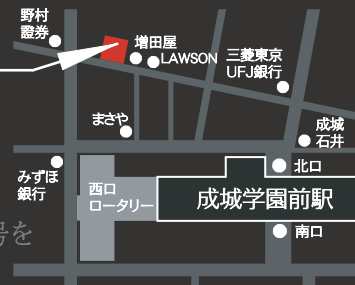 野村
證券
増田屋
LAWSON
三菱東京
UFJ銀行
まさや
成城
石井
みずほ
銀行
西口
ロータリー
北口
成城学園前駅
南口
号を